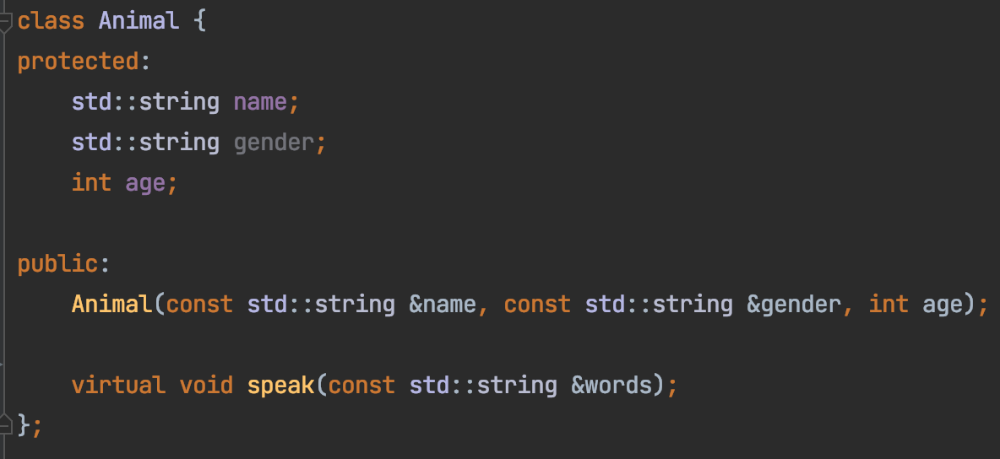 class Animal {
protected:
    std::string name;
    std::string gender;
    int age;
public:
    Animal(const std::string &name, const std::string &gender, int age);
    virtual void speak(const std::string &words);
};